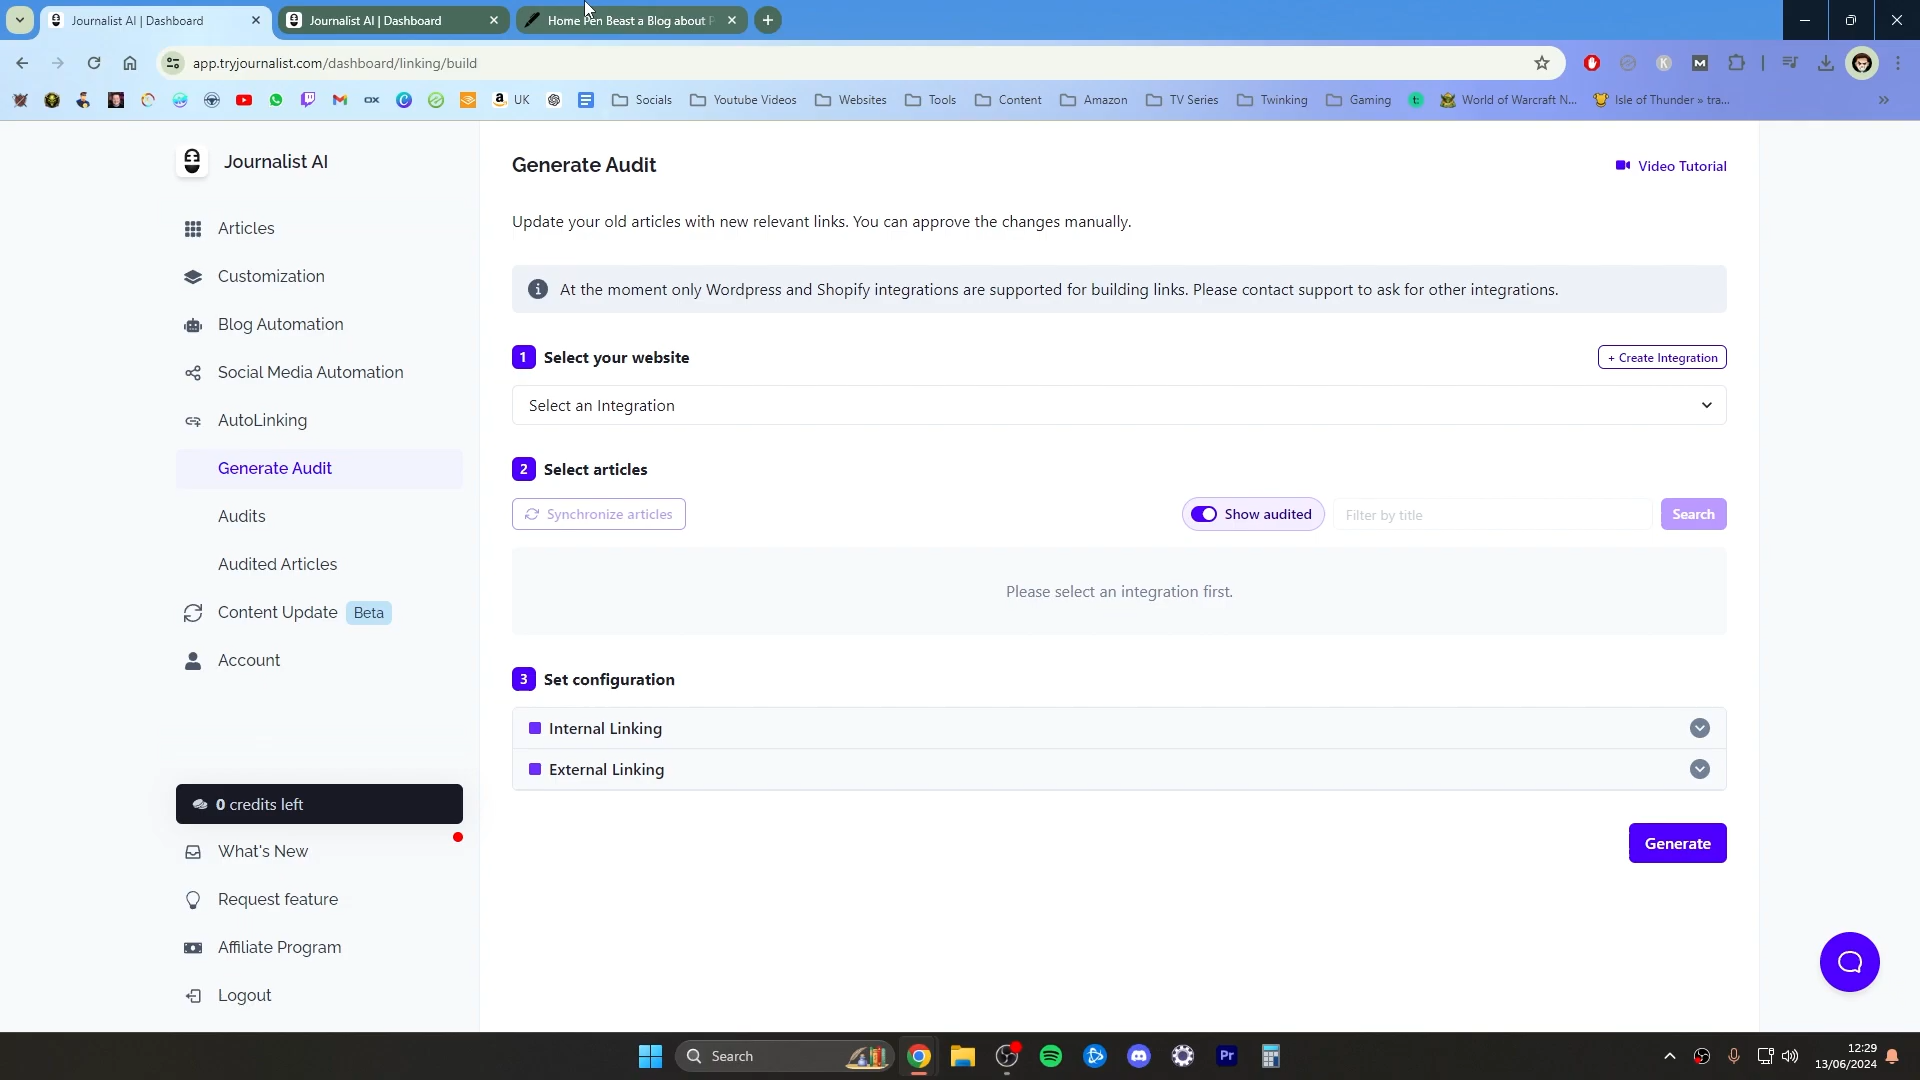 Journalist AI | Dashboard
Journalist AI | Dashboard
Home Pen Beast a Blog about
app.tryjournalist.com/dashboard/linking/build
UK
Socials
Youtube Videos
Websites
Tools
Content
Amazon
TV Series
Twinking
Gaming
World of Warcraft N...
Isle of Thunder » tra...
Journalist AI
Articles
Customization
Blog Automation
Social Media Automation
AutoLinking
Generate Audit
Audits
Audited Articles
Content Update Beta
Account
0 credits left
What's New
Request feature
Affiliate Program
Logout
Generate Audit
Video Tutorial
Update your old articles with new relevant links. You can approve the changes manually.
At the moment only Wordpress and Shopify integrations are supported for building links. Please contact support to ask for other integrations.
1 Select your website
+ Create Integration
Select an Integration
2 Select articles
Synchronize articles
Show audited
Filter by title
Search
Please select an integration first.
3 Set configuration
Internal Linking
External Linking
Generate
Search
12:29
13/06/2024